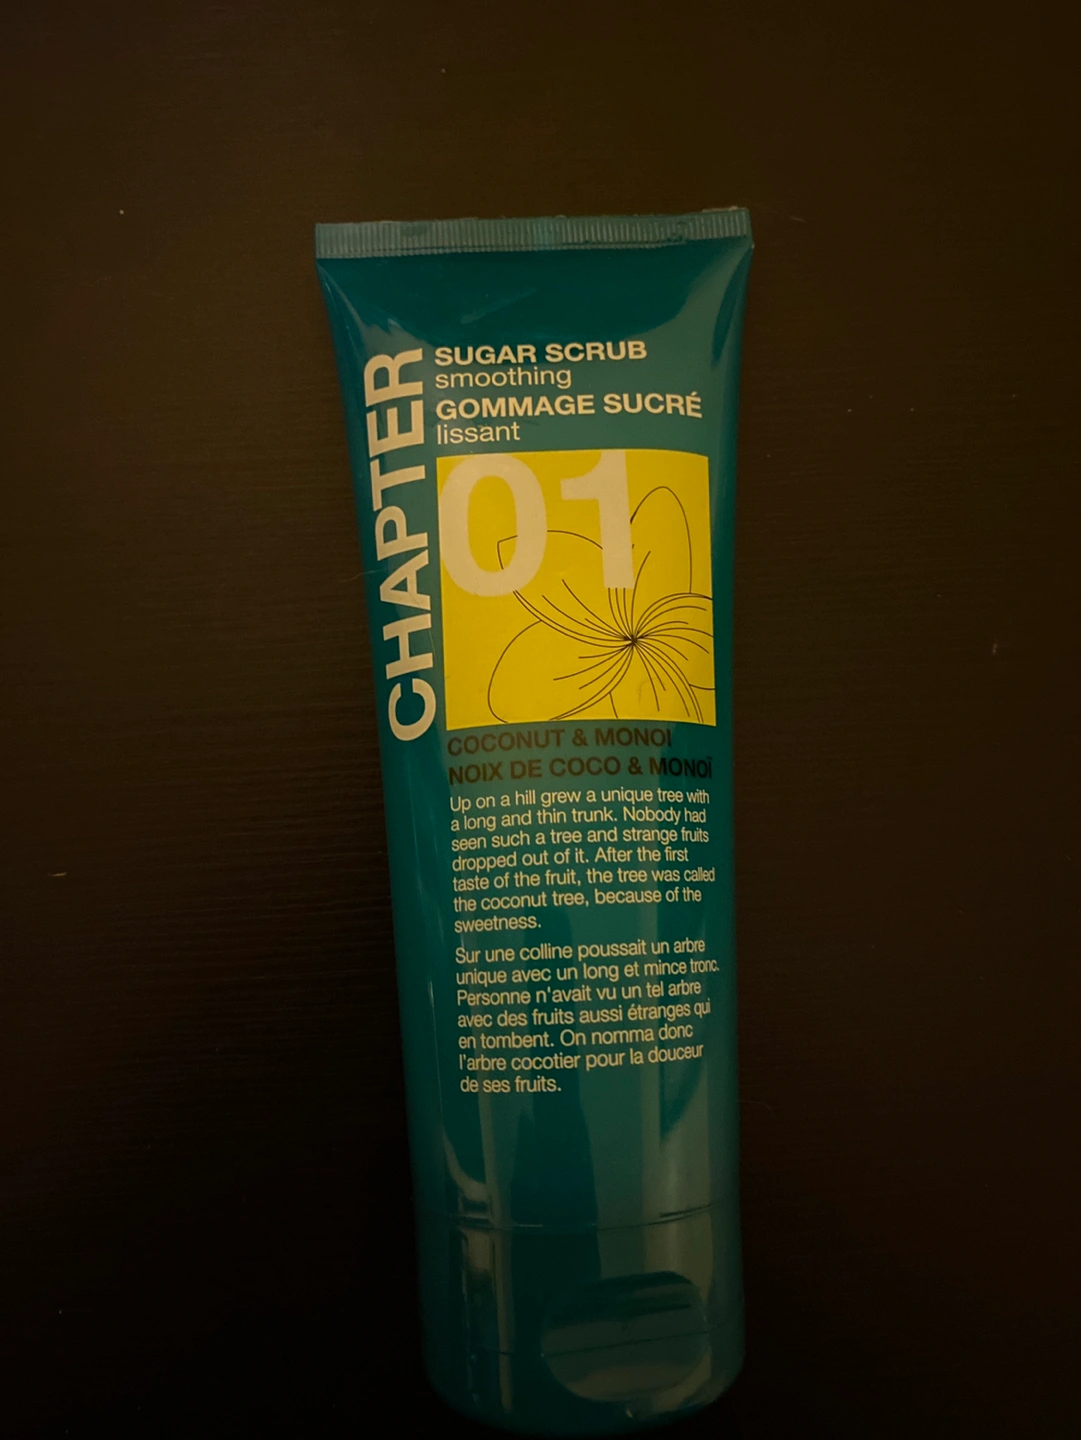 CHAPTER
SUGAR SCRUB
smoothing
GOMMAGE SUCRÉ
lissant
01
COCONUT & MONOI
NOIX DE COCO & MONOÏ
Up on a hill grew a unique tree with
a long and thin trunk. Nobody had
seen such a tree and strange fruits
dropped out of it. After the first
taste of the fruit, the tree was called
the coconut tree, because of the
sweetness.
Sur une colline poussait un arbre
unique avec un long et mince tronc.
Personne n'avait vu un tel arbre
avec des fruits aussi étranges qui
en tombent. On nomma donc
l'arbre cocotier pour la douceur
de ses fruits.